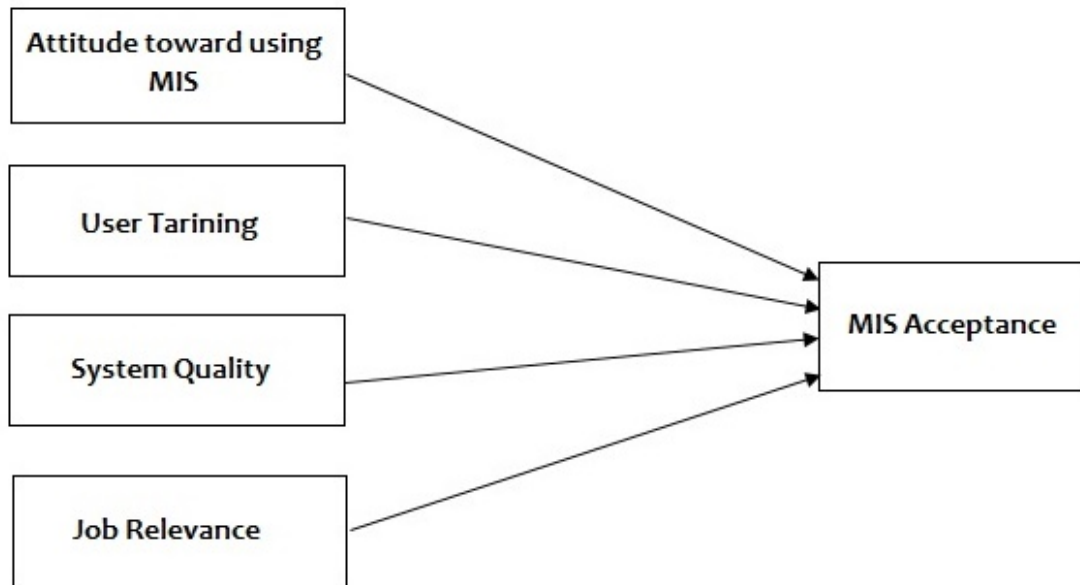 Attitude toward using
MIS
User Tarining
System Quality
MIS Acceptance
Job Relevance